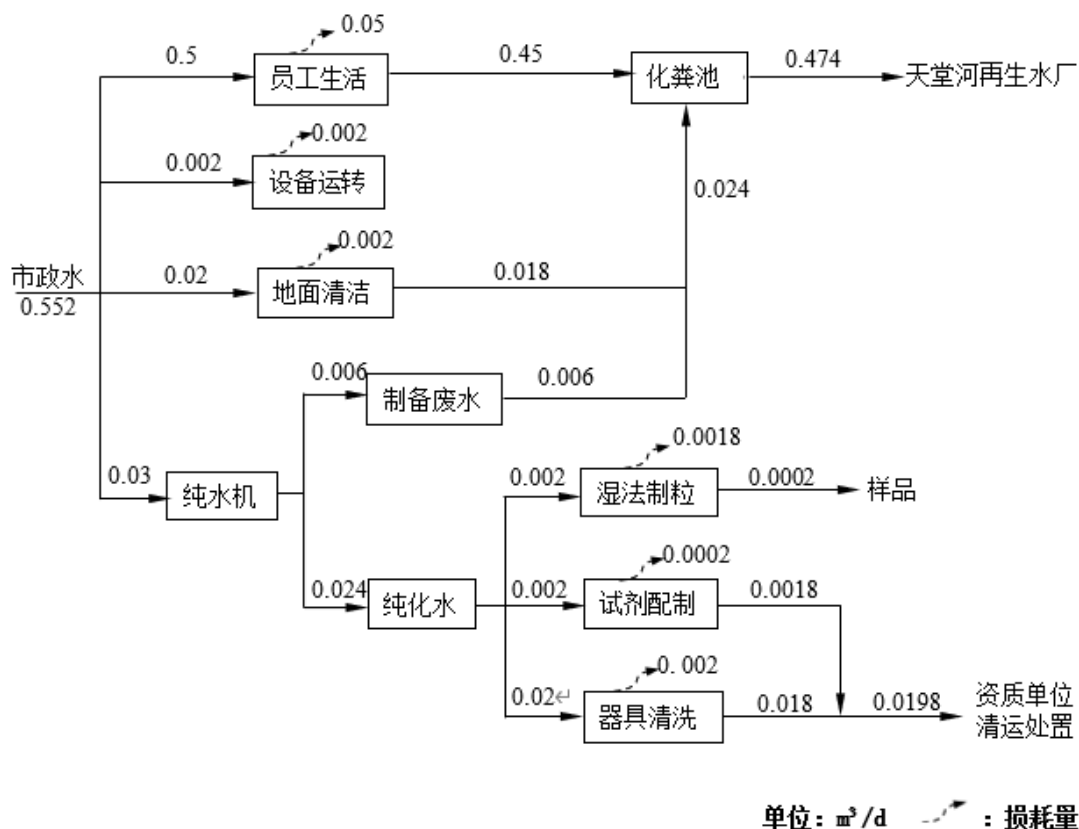 0.05
0.5
员工生活
0.45
化粪池
0.474
天堂河再生水厂
0.002
0.002
设备运转
0.024
0.002
市政水
0.552
0.02
地面清洁
0.018
0.006
制备废水
0.006
0.0018
0.03
纯水机
0.002
湿法制粒
0.0002
样品
0.0002
0.024
纯化水
0.002
试剂配制
0.0018
0. 002
0.02↵
器具清洗
0.018
0.0198
资质单位
清运处置
单位：m³/d ：损耗量